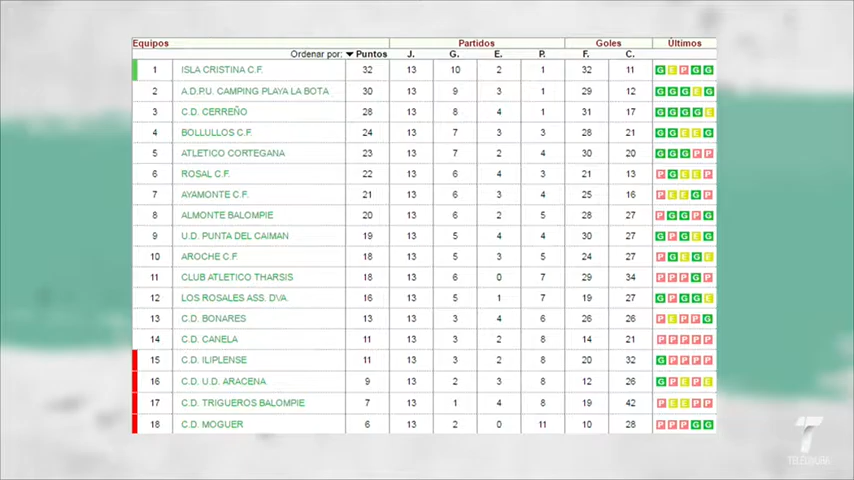 Equipos Partidos Goles Últimos
Ordenar por: Puntos J. G. E. P. F. C.
1 ISLA CRISTINA C.F. 32 13 10 2 1 32 11 G E P G G
2 A.D.P.U. CAMPING PLAYA LA BOTA 30 13 9 3 1 29 12 G G G E G
3 C.D. CERREÑO 28 13 8 4 1 31 17 G G G G E
4 BOLLULLOS C.F. 24 13 7 3 3 28 21 G G E E G
5 ATLETICO CORTEGANA 23 13 7 2 4 30 20 G G G P P
6 ROSAL C.F. 22 13 6 4 3 21 13 P G E E P
7 AYAMONTE C.F. 21 13 6 3 4 25 16 P E E G P
8 ALMONTE BALOMPIE 20 13 6 2 5 28 27 P G G P G
9 U.D. PUNTA DEL CAIMAN 19 13 5 4 4 30 27 G P G E G
10 AROCHE C.F. 18 13 5 3 5 24 27 P G E G E
11 CLUB ATLETICO THARSIS 18 13 6 0 7 29 34 P P P G P
12 LOS ROSALES ASS. DVA. 16 13 5 1 7 19 27 G P G G E
13 C.D. BONARES 13 13 3 4 6 26 26 P E P P G
14 C.D. CANELA 11 13 3 2 8 14 21 P P P P P
15 C.D. ILIPLENSE 11 13 3 2 8 20 32 G P P P P
16 C.D. U.D. ARACENA 9 13 2 3 8 12 26 G P E P E
17 C.D. TRIGUEROS BALOMPIE 7 13 1 4 8 19 42 P E E P P
18 C.D. MOGUER 6 13 2 0 11 10 28 P P P G G